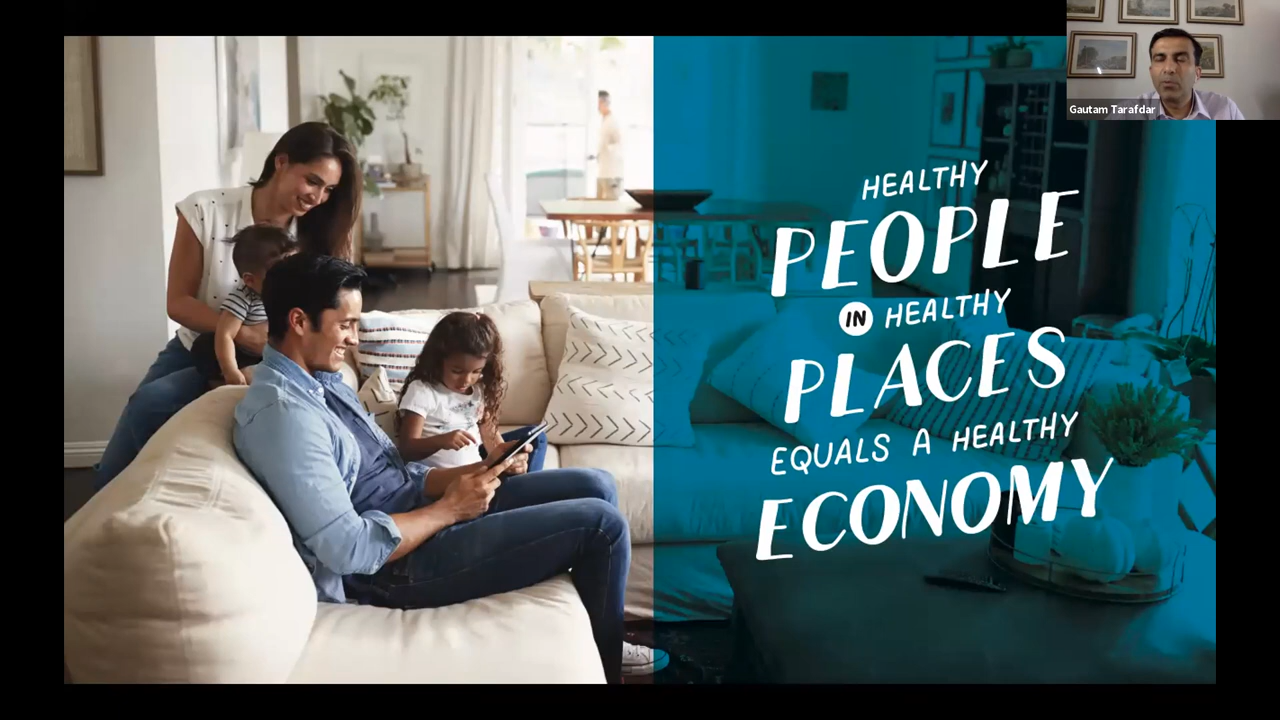 Gautam Tarafdar
HEALTHY
PEOPLE
IN HEALTHY
PLACES
EQUALS A HEALTHY
ECONOMY